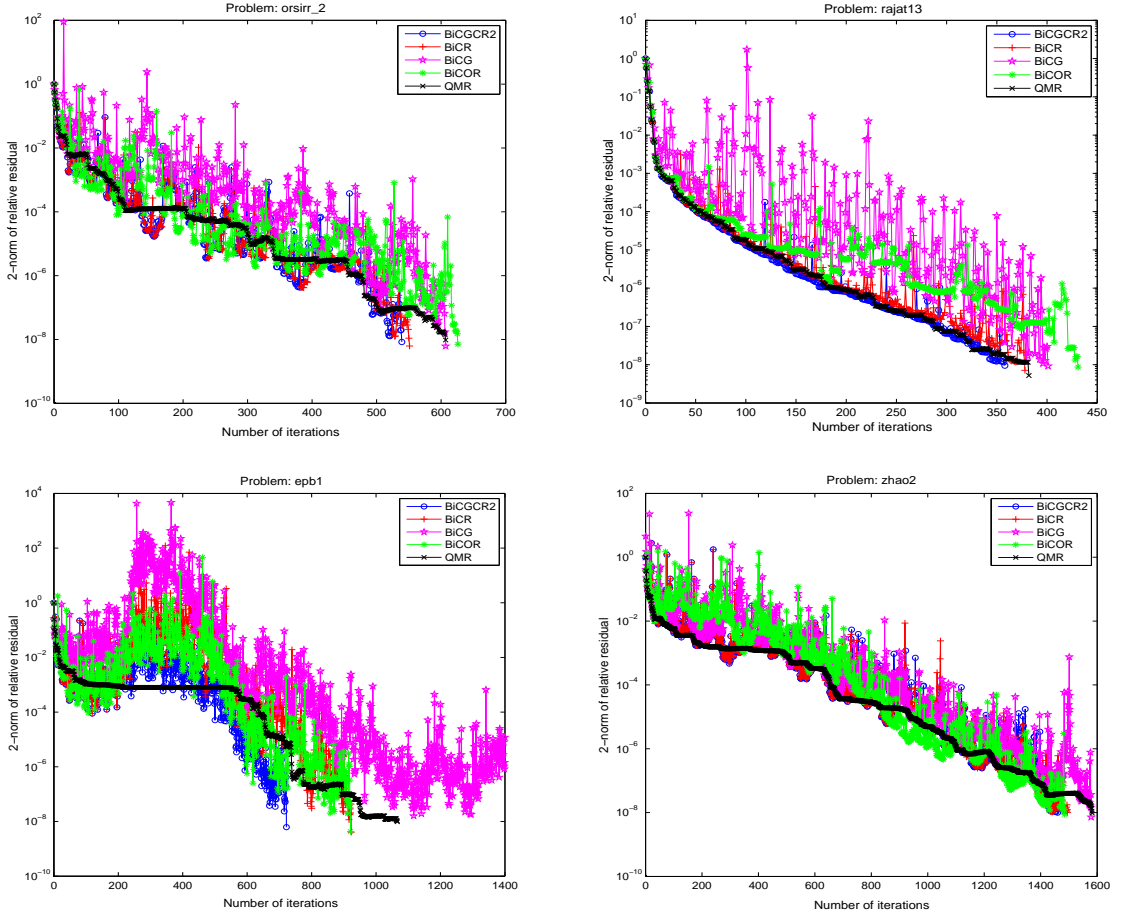 Problem: orsirr_2
10^2
10^0
10^−2
10^−4
10^−6
10^−8
10^−10
2−norm of relative residual
0 100 200 300 400 500 600 700
Number of iterations
BiCGCR2
BiCR
BiCG
BiCOR
QMR
Problem: rajat13
10^1
10^0
10^−1
10^−2
10^−3
10^−4
10^−5
10^−6
10^−7
10^−8
10^−9
2−norm of relative residual
0 50 100 150 200 250 300 350 400 450
Number of iterations
BiCGCR2
BiCR
BiCG
BiCOR
QMR
Problem: epb1
10^4
10^2
10^0
10^−2
10^−4
10^−6
10^−8
10^−10
2−norm of relative residual
0 200 400 600 800 1000 1200 1400
Number of iterations
BiCGCR2
BiCR
BiCG
BiCOR
QMR
Problem: zhao2
10^2
10^0
10^−2
10^−4
10^−6
10^−8
10^−10
2−norm of relative residual
0 200 400 600 800 1000 1200 1400 1600
Number of iterations
BiCGCR2
BiCR
BiCG
BiCOR
QMR